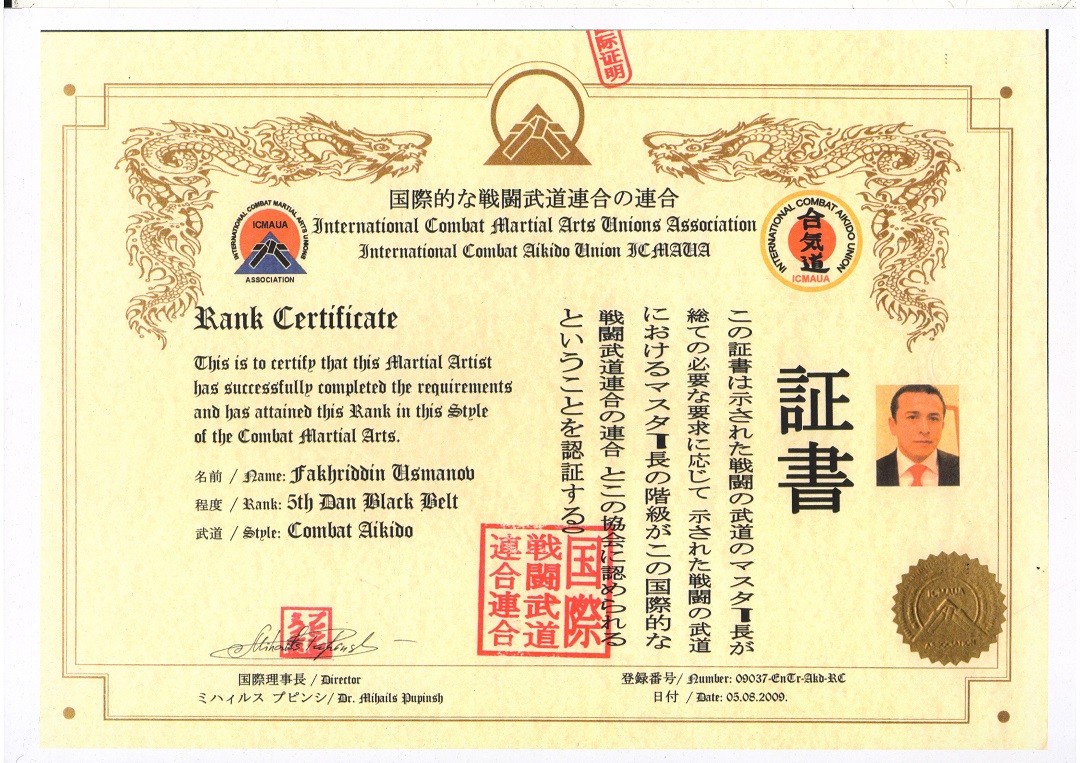 际证明
国際的な戦闘武道連合の連合
International Combat Martial Arts Unions Association
International Combat Aikido Union ICMAUA
INTERNATIONAL COMBAT MARTIAL ARTS UNIONS
ICMAUA
ASSOCIATION
INTERNATIONAL COMBAT AIKIDO UNION
合気道
ICMAUA
Rank Certificate
This is to certify that this Martial Artist
has successfully completed the requirements
and has attained this Rank in this Style
of the Combat Martial Arts.
名前 / Name: Fakhriddin Usmanov
程度 / Rank: 5th Dan Black Belt
武道 / Style: Combat Aikido
証書
この証書は示された戦闘の武道のマスター長が
総ての必要な要求に応じて 示された戦闘の武道
におけるマスター長の階級がこの国際的な
戦闘武道連合の連合 とこの協会に認められる
ということを認証する。
国際
戦闘武道
連合連合
ICMAUA
国際理事長 / Director
ミハィルス プピンシ/ Dr. Mihails Pupinsh
登録番号/ Number: 09037-EnTr-Akd-RC
日付 / Date: 05.08.2009.